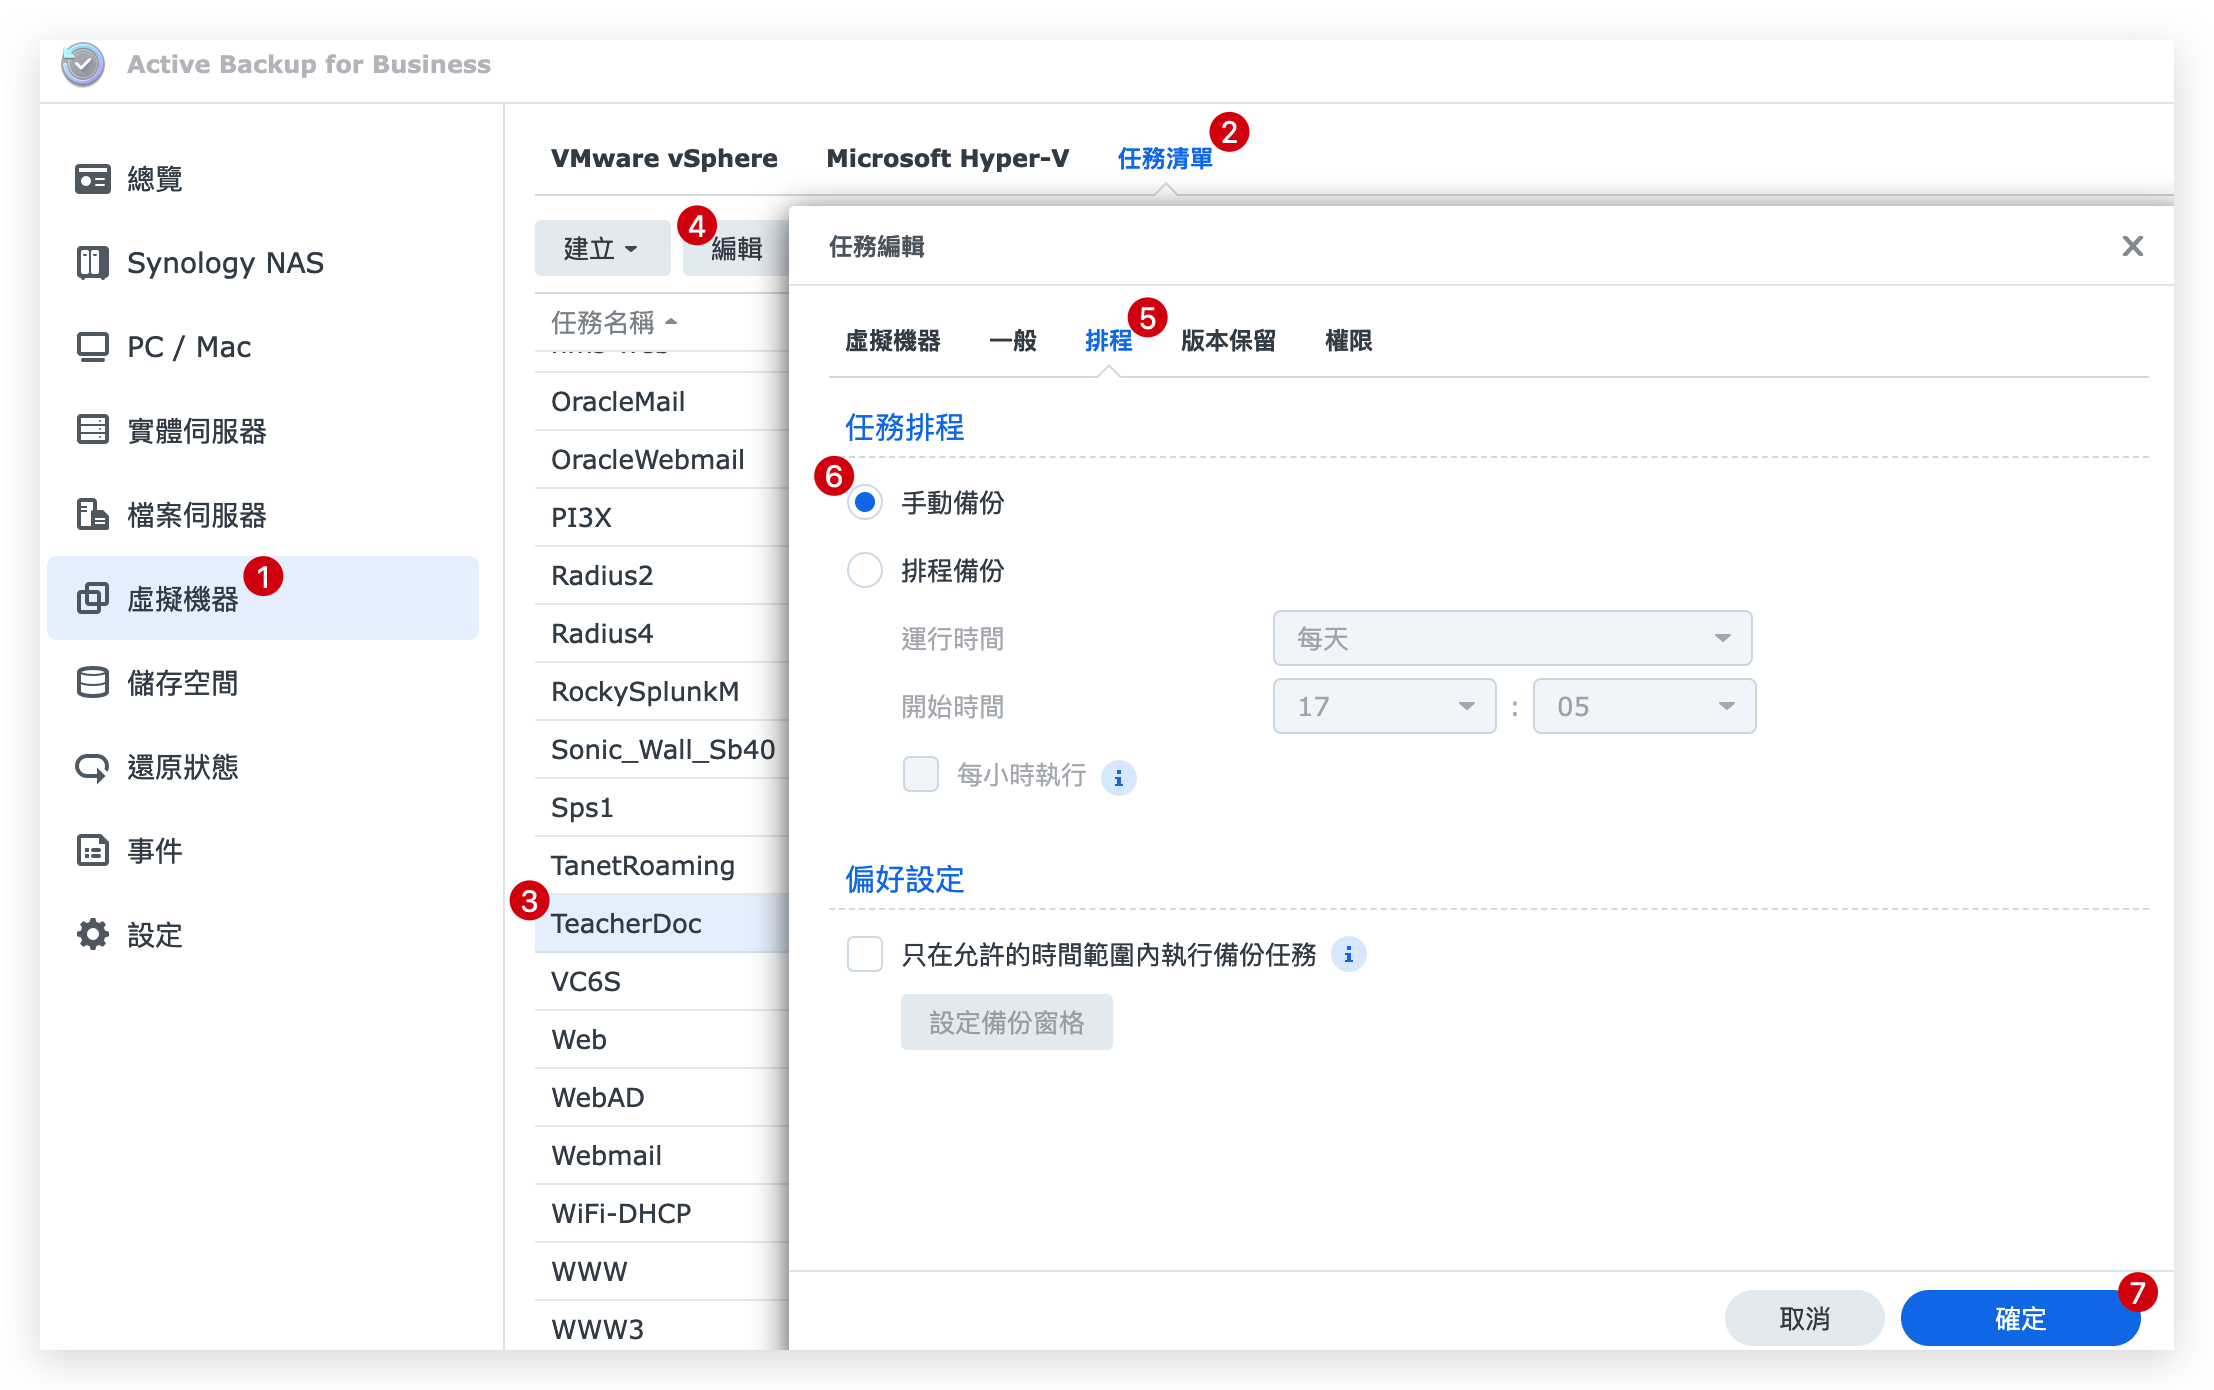 Active Backup for Business
總覽
Synology NAS
PC / Mac
實體伺服器
檔案伺服器
虛擬機器
1
儲存空間
還原狀態
事件
設定
VMware vSphere
Microsoft Hyper-V
任務清單
2
建立
4
編輯
任務名稱
OracleMail
OracleWebmail
PI3X
Radius2
Radius4
RockySplunkM
Sonic_Wall_Sb40
Sps1
TanetRoaming
3
TeacherDoc
VC6S
Web
WebAD
Webmail
WiFi-DHCP
WWW
WWW3
任務編輯
虛擬機器
一般
排程
5
版本保留
權限
任務排程
6
手動備份
排程備份
運行時間
每天
開始時間
17 : 05
每小時執行
偏好設定
只在允許的時間範圍內執行備份任務
設定備份窗格
取消
確定
7